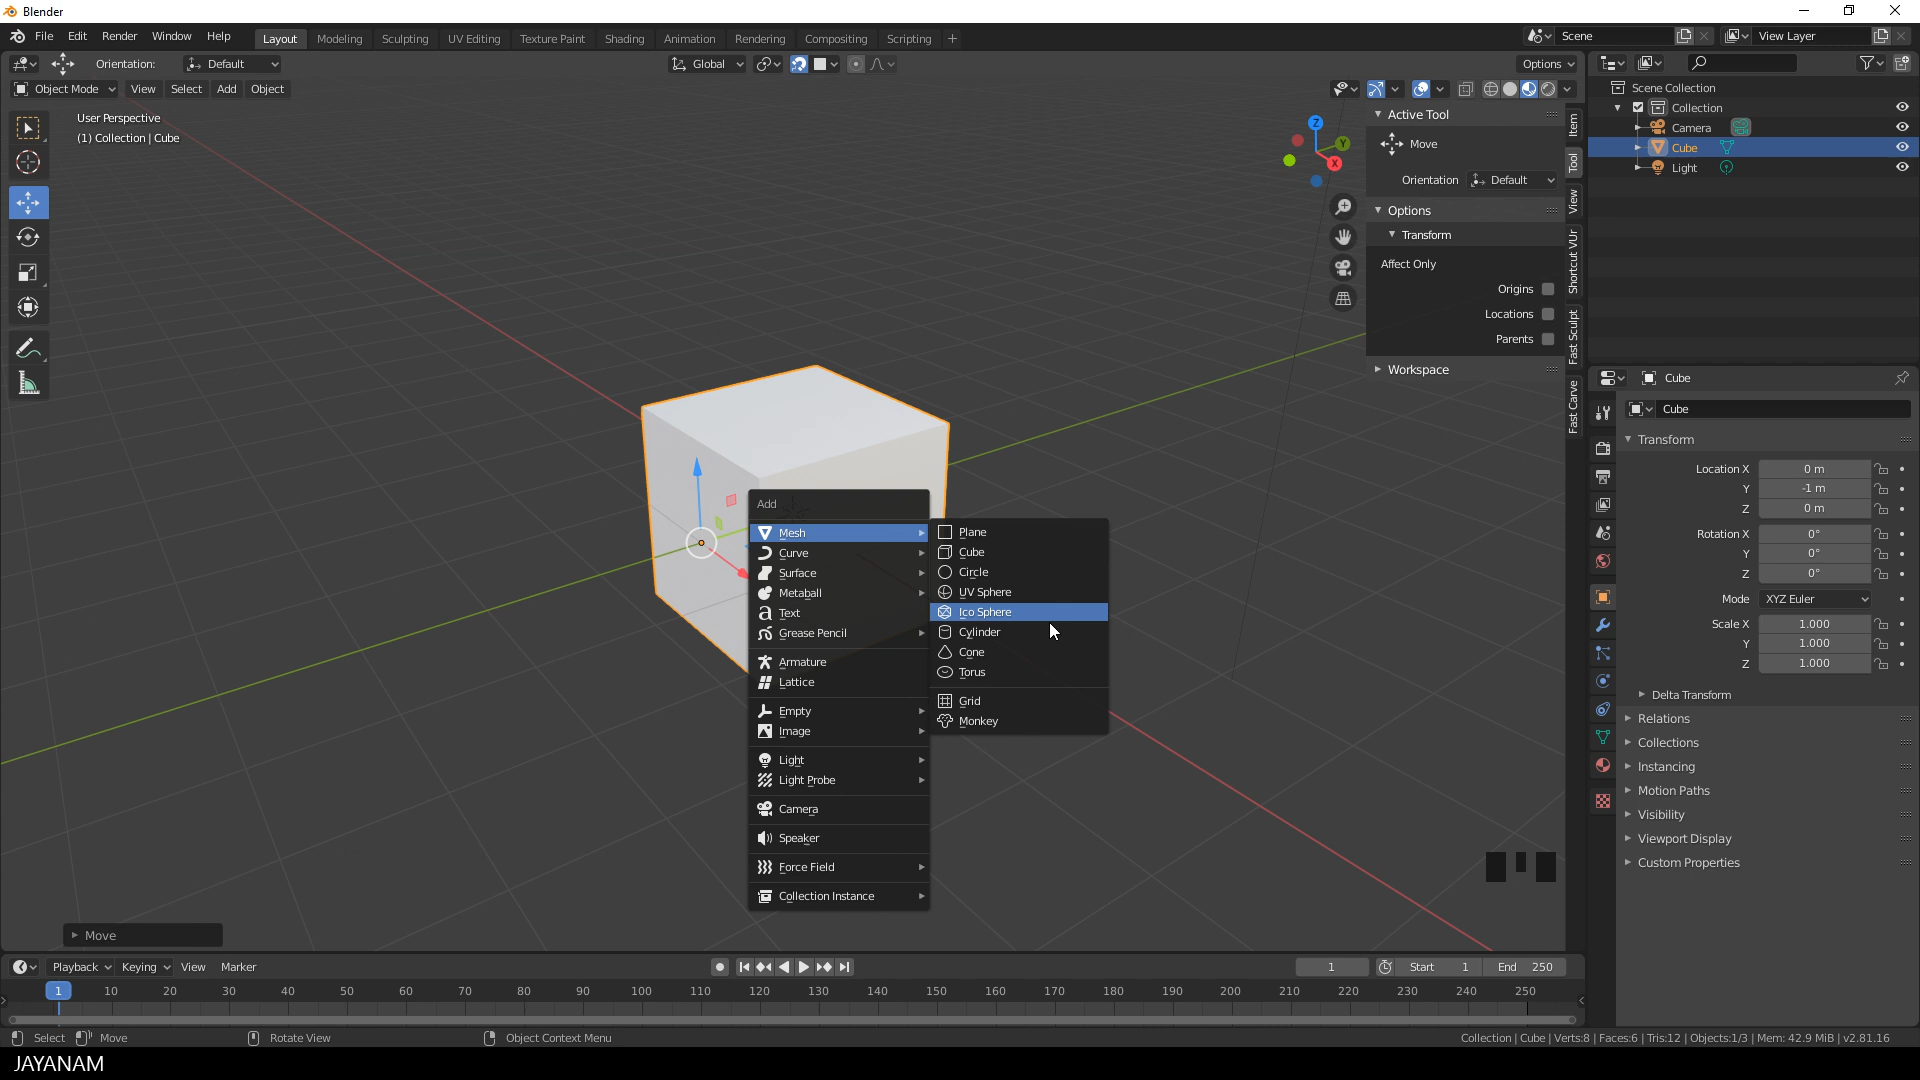 Blender
File Edit Render Window Help
Layout Modeling Sculpting UV Editing Texture Paint Shading Animation Rendering Compositing Scripting +
Scene
View Layer
Orientation: Default
Global
Options
Object Mode View Select Add Object
User Perspective
(1) Collection | Cube
Z
Y
X
Active Tool
Move
Orientation Default
Options
Transform
Affect Only
Origins
Locations
Parents
Workspace
Item
Tool
View
Shortcut VUr
Fast Sculpt
Fast Carve
Scene Collection
Collection
Camera
Cube
Light
Cube
Cube
Transform
Location X 0 m
Y -1 m
Z 0 m
Rotation X 0°
Y 0°
Z 0°
Mode XYZ Euler
Scale X 1.000
Y 1.000
Z 1.000
Delta Transform
Relations
Collections
Instancing
Motion Paths
Visibility
Viewport Display
Custom Properties
Add
Mesh
Curve
Surface
Metaball
Text
Grease Pencil
Armature
Lattice
Empty
Image
Light
Light Probe
Camera
Speaker
Force Field
Collection Instance
Plane
Cube
Circle
UV Sphere
Ico Sphere
Cylinder
Cone
Torus
Grid
Monkey
Move
Playback Keying View Marker
1
Start 1
End 250
1 10 20 30 40 50 60 70 80 90 100 110 120 130 140 150 160 170 180 190 200 210 220 230 240 250
Select Move Rotate View Object Context Menu
Collection | Cube | Verts:8 | Faces:6 | Tris:12 | Objects:1/3 | Mem: 42.9 MiB | v2.81.16
JAYANAM